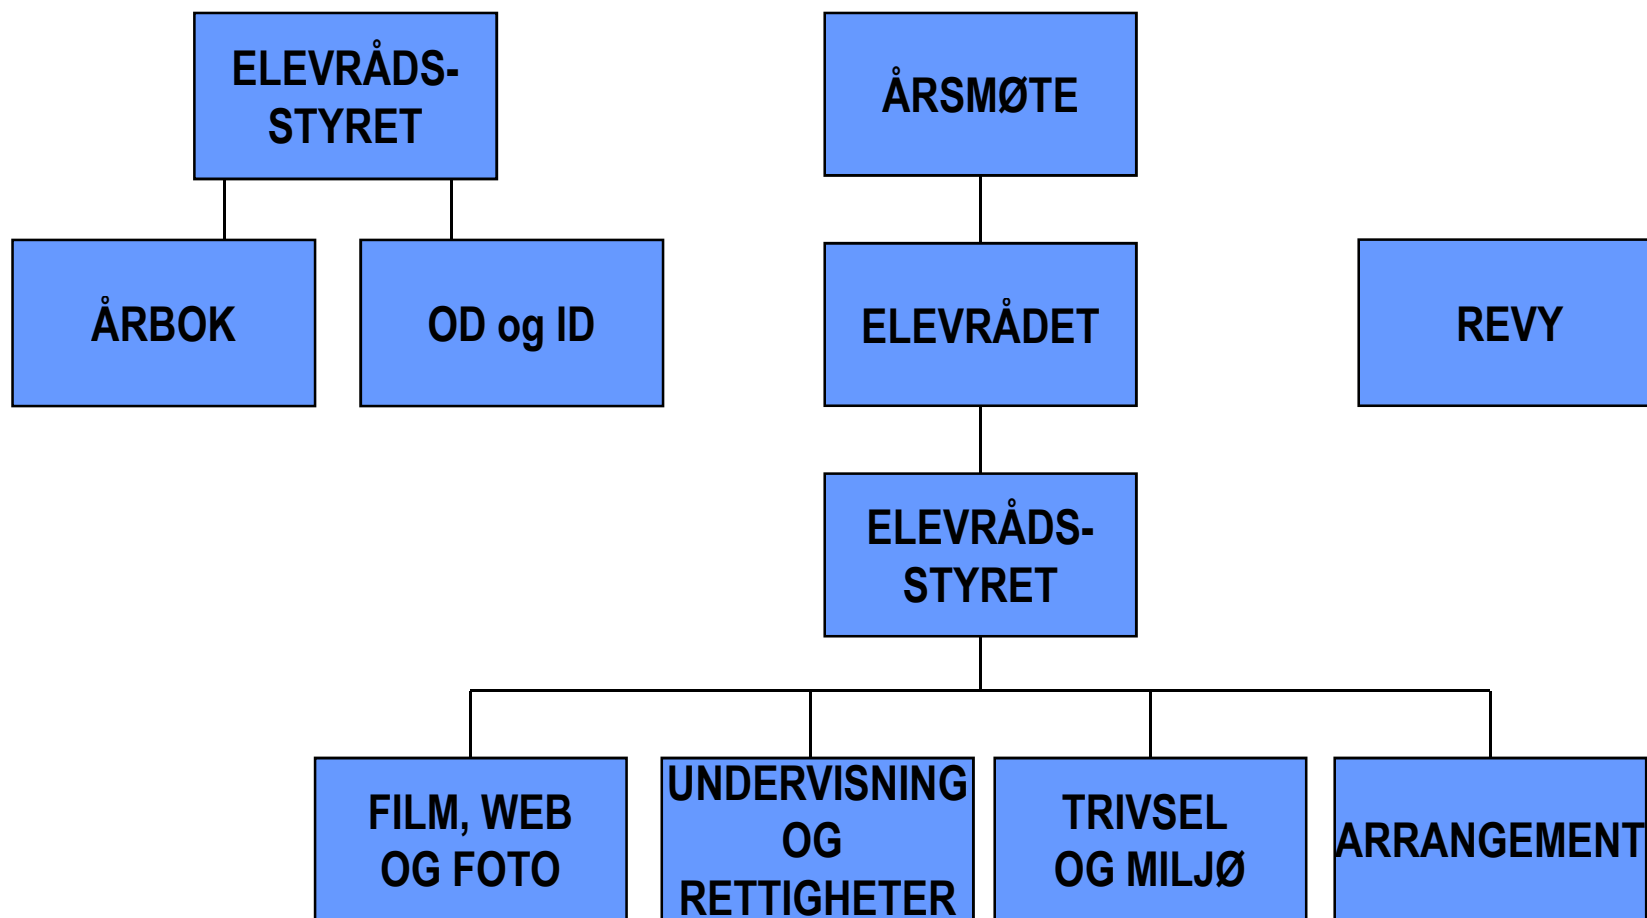 ELEVRÅDS-
STYRET
ÅRSMØTE
ÅRBOK
OD og ID
ELEVRÅDET
REVY
ELEVRÅDS-
STYRET
FILM, WEB
OG FOTO
UNDERVISNING
OG
RETTIGHETER
TRIVSEL
OG MILJØ
ARRANGEMENT